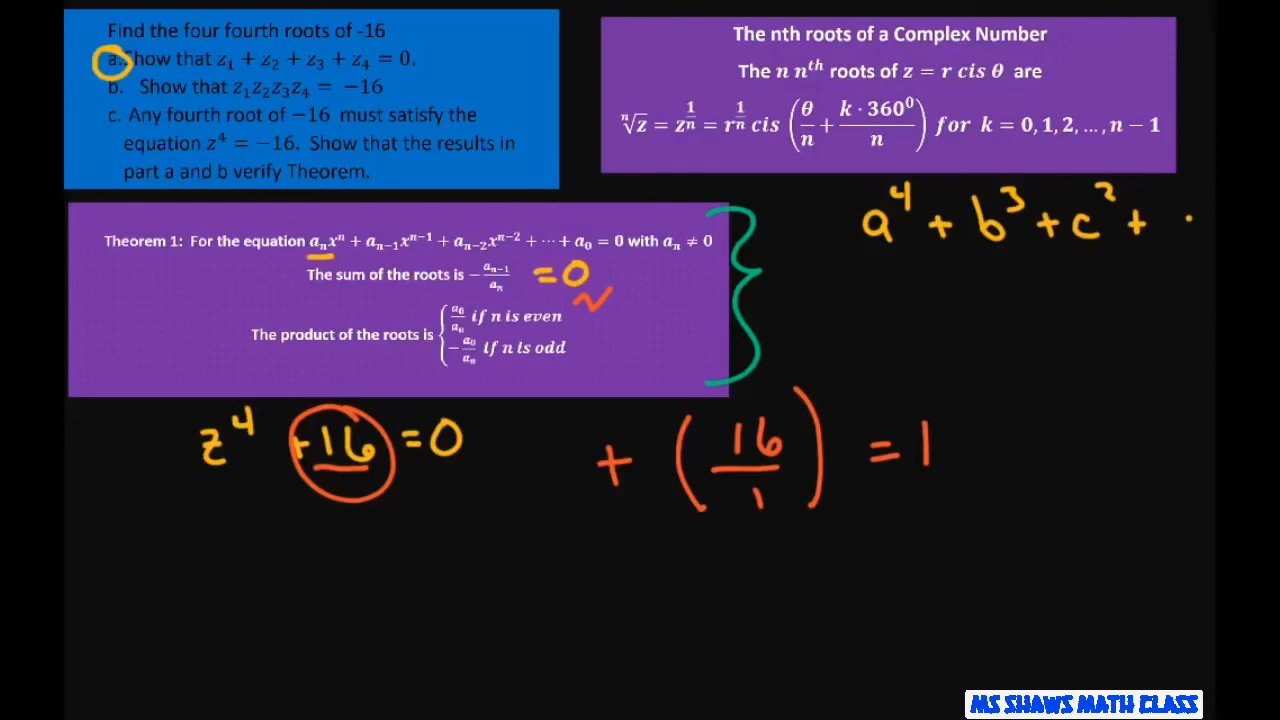 Find the four fourth roots of -16
a. Show that z₁ + z₂ + z₃ + z₄ = 0.
b. Show that z₁z₂z₃z₄ = −16
c. Any fourth root of −16 must satisfy the
equation z⁴ = −16. Show that the results in
part a and b verify Theorem.
The nth roots of a Complex Number
The n nᵗʰ roots of z = r cis θ are
ⁿ√z = z^(1/n) = r^(1/n) cis (θ/n + k · 360⁰/n) for k = 0, 1, 2, ..., n − 1
a⁴ + b³ + c² + ·
Theorem 1: For the equation aₙxⁿ + aₙ₋₁xⁿ⁻¹ + aₙ₋₂xⁿ⁻² + ⋯ + a₀ = 0 with aₙ ≠ 0
The sum of the roots is − aₙ₋₁/aₙ = 0
The product of the roots is { a₀/aₙ if n is even
− a₀/aₙ if n is odd
z⁴ + 16 = 0 + (16/1) = 1
MS SHAWS MATH CLASS